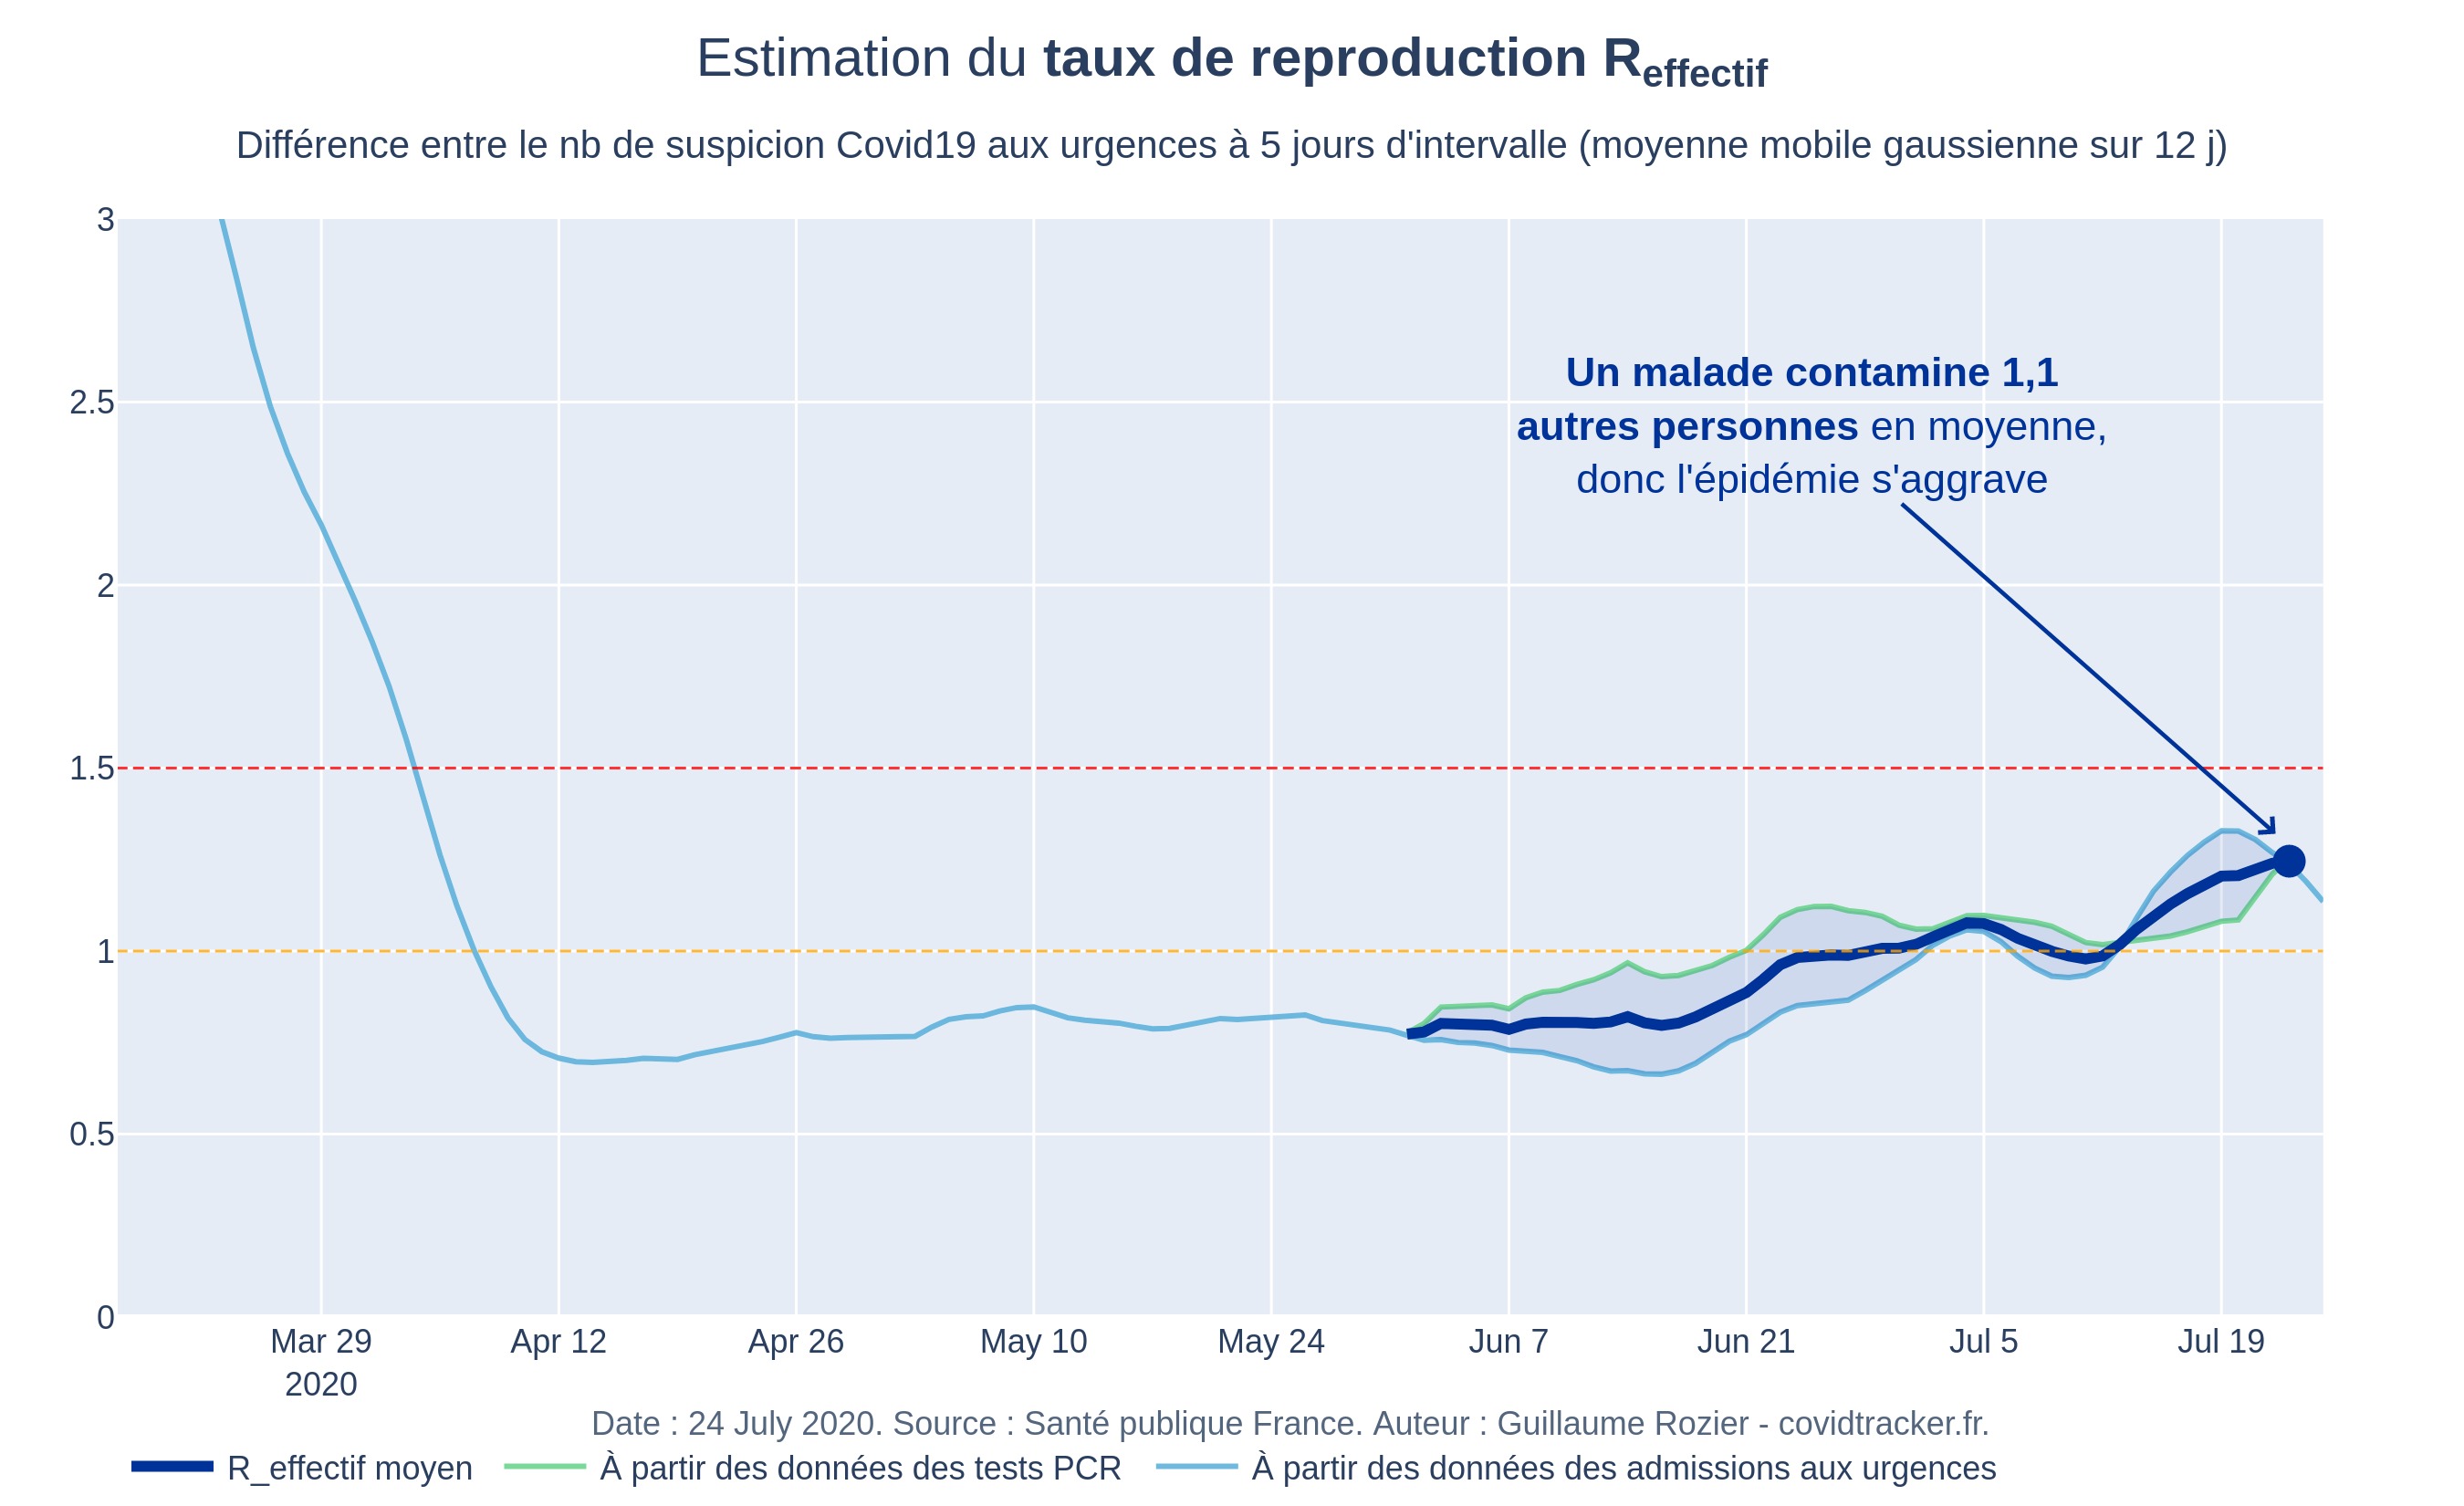 Estimation du taux de reproduction Reffectif
Différence entre le nb de suspicion Covid19 aux urgences à 5 jours d'intervalle (moyenne mobile gaussienne sur 12 j)
3
2.5
2
1.5
1
0.5
0
Un malade contamine 1,1
autres personnes en moyenne,
donc l'épidémie s'aggrave
Mar 29
2020
Apr 12
Apr 26
May 10
May 24
Jun 7
Jun 21
Jul 5
Jul 19
Date : 24 July 2020. Source : Santé publique France. Auteur : Guillaume Rozier - covidtracker.fr.
R_effectif moyen
À partir des données des tests PCR
À partir des données des admissions aux urgences